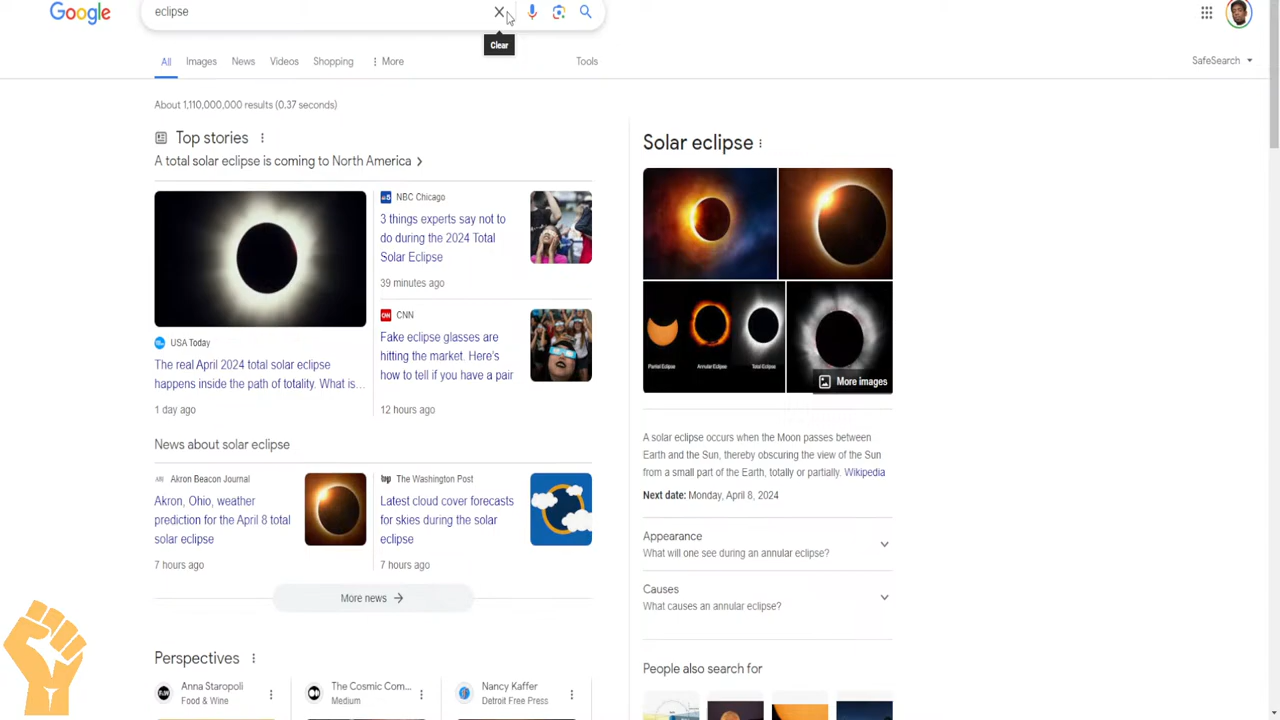 Google
eclipse
Clear
All
Images
News
Videos
Shopping
More
Tools
SafeSearch
About 1,110,000,000 results (0.37 seconds)
Top stories
A total solar eclipse is coming to North America
USA Today
The real April 2024 total solar eclipse
happens inside the path of totality. What is...
1 day ago
NBC Chicago
3 things experts say not to
do during the 2024 Total
Solar Eclipse
39 minutes ago
CNN
Fake eclipse glasses are
hitting the market. Here's
how to tell if you have a pair
12 hours ago
News about solar eclipse
Akron Beacon Journal
Akron, Ohio, weather
prediction for the April 8 total
solar eclipse
7 hours ago
The Washington Post
Latest cloud cover forecasts
for skies during the solar
eclipse
7 hours ago
More news
Perspectives
Anna Staropoli
Food & Wine
The Cosmic Com...
Medium
Nancy Kaffer
Detroit Free Press
Solar eclipse
Partial Eclipse
Annular Eclipse
Total Eclipse
More images
A solar eclipse occurs when the Moon passes between
Earth and the Sun, thereby obscuring the view of the Sun
from a small part of the Earth, totally or partially. Wikipedia
Next date: Monday, April 8, 2024
Appearance
What will one see during an annular eclipse?
Causes
What causes an annular eclipse?
People also search for